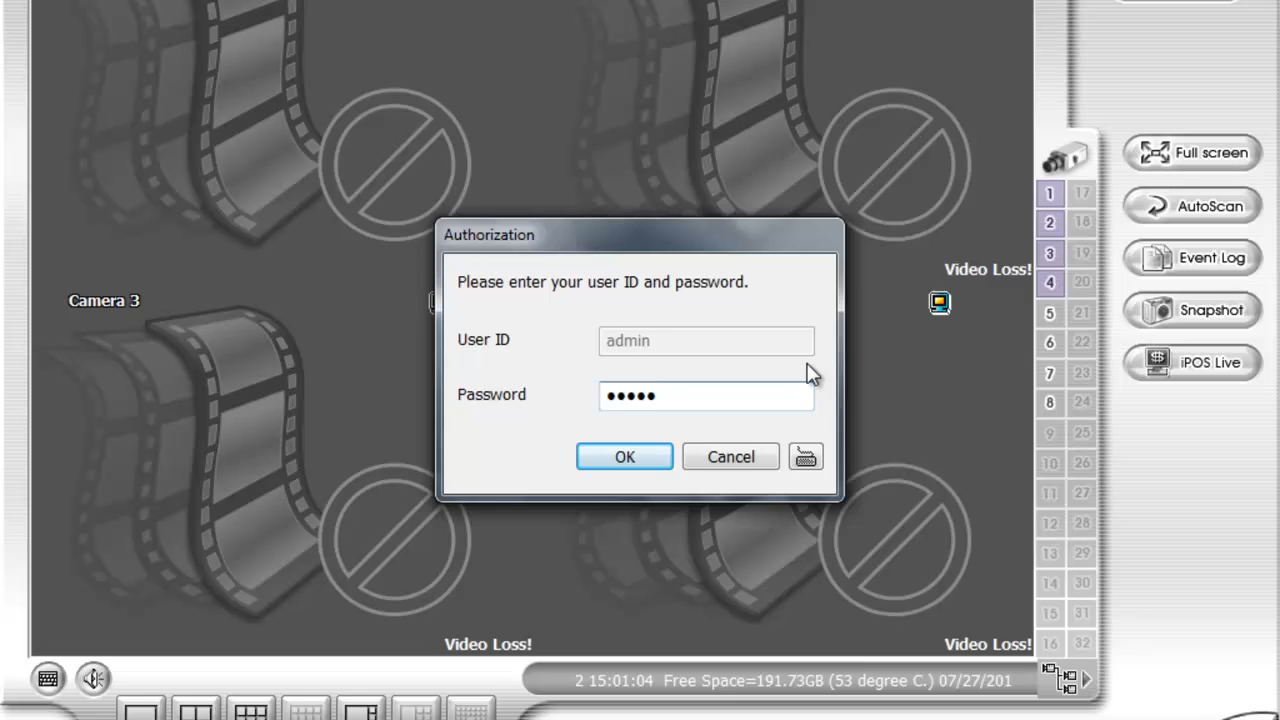 Full screen
AutoScan
Event Log
Snapshot
iPOS Live
1 17
2 18
3 19
4 20
5 21
6 22
7 23
8 24
9 25
10 26
11 27
12 28
13 29
14 30
15 31
16 32
Video Loss!
Camera 3
Authorization
Please enter your user ID and password.
User ID admin
Password
OK Cancel
Video Loss!
Video Loss!
2 15:01:04 Free Space=191.73GB (53 degree C.) 07/27/201